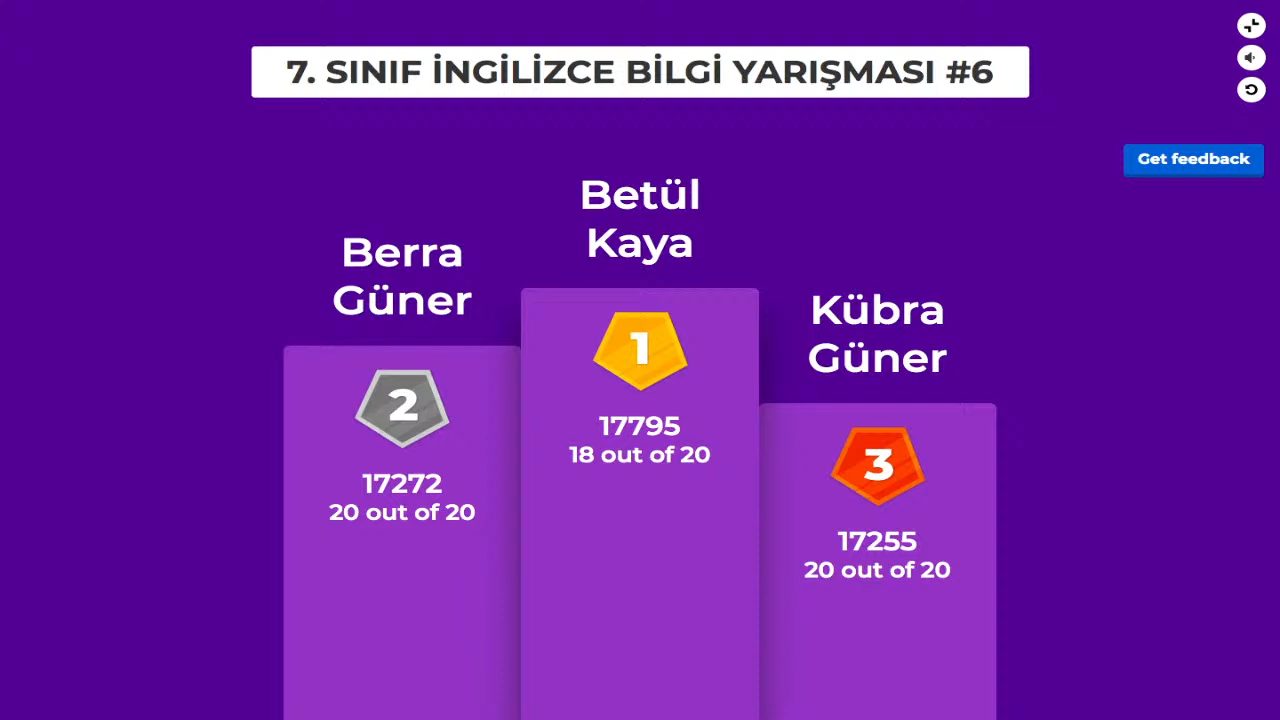 7. SINIF İNGİLİZCE BİLGİ YARIŞMASI #6
Get feedback
Betül
Kaya
1
17795
18 out of 20
Berra
Güner
2
17272
20 out of 20
Kübra
Güner
3
17255
20 out of 20